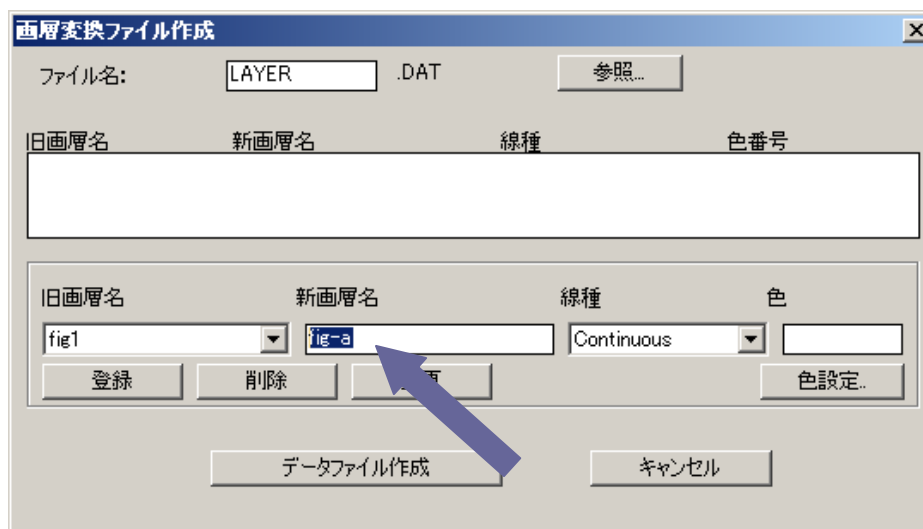 画層変換ファイル作成
ファイル名: LAYER .DAT 参照...
旧画層名 新画層名 線種 色番号
旧画層名 新画層名 線種 色
fig1 fig-a Continuous
登録 削除 色設定..
データファイル作成 キャンセル